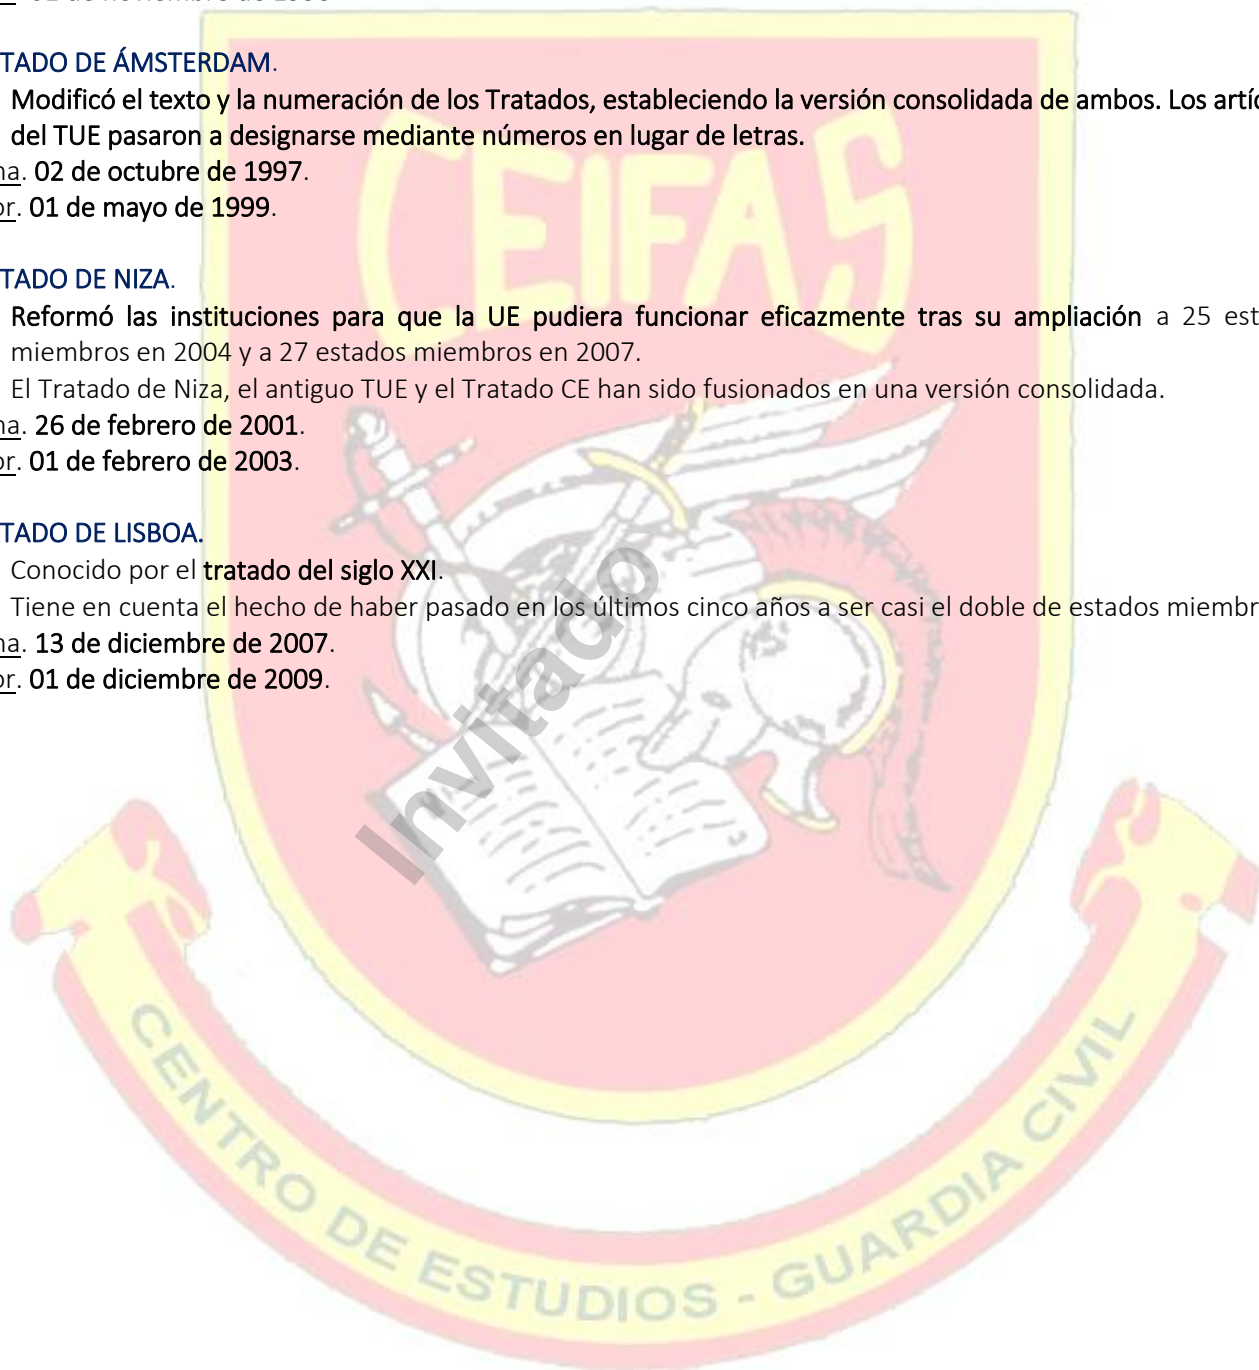 TADO DE ÁMSTERDAM.
Modificó el texto y la numeración de los Tratados, estableciendo la versión consolidada de ambos. Los artíc
del TUE pasaron a designarse mediante números en lugar de letras.
na. 02 de octubre de 1997.
or. 01 de mayo de 1999.
TADO DE NIZA.
Reformó las instituciones para que la UE pudiera funcionar eficazmente tras su ampliación a 25 est
miembros en 2004 y a 27 estados miembros en 2007.
El Tratado de Niza, el antiguo TUE y el Tratado CE han sido fusionados en una versión consolidada.
na. 26 de febrero de 2001.
or. 01 de febrero de 2003.
TADO DE LISBOA.
Conocido por el tratado del siglo XXI.
Tiene en cuenta el hecho de haber pasado en los últimos cinco años a ser casi el doble de estados miembr
na. 13 de diciembre de 2007.
or. 01 de diciembre de 2009.
CEIFAS
Invitado
CENTRO DE ESTUDIOS - GUARDIA CIVIL